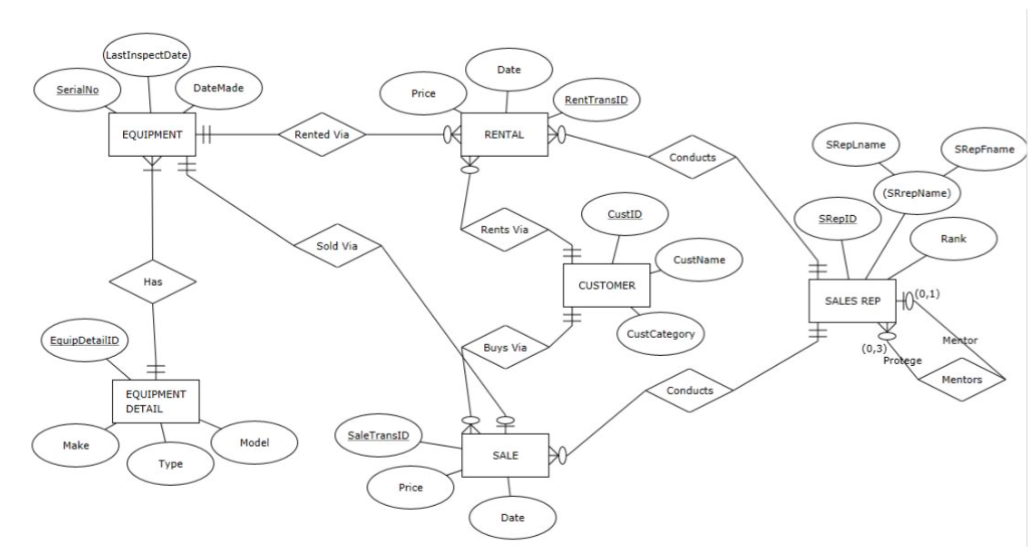 LastInspectDate
SerialNo
DateMade
EQUIPMENT
Rented Via
Price
Date
RentTransID
RENTAL
Conducts
SRepLname
SRepFname
(SRrepName)
SRepID
Rank
SALES REP
(0,1)
(0,3)
Mentor
Protege
Mentors
Rents Via
CustID
CustName
CUSTOMER
CustCategory
Buys Via
Sold Via
Has
EquipDetailID
EQUIPMENT
DETAIL
Make
Type
Model
Conducts
SaleTransID
SALE
Price
Date